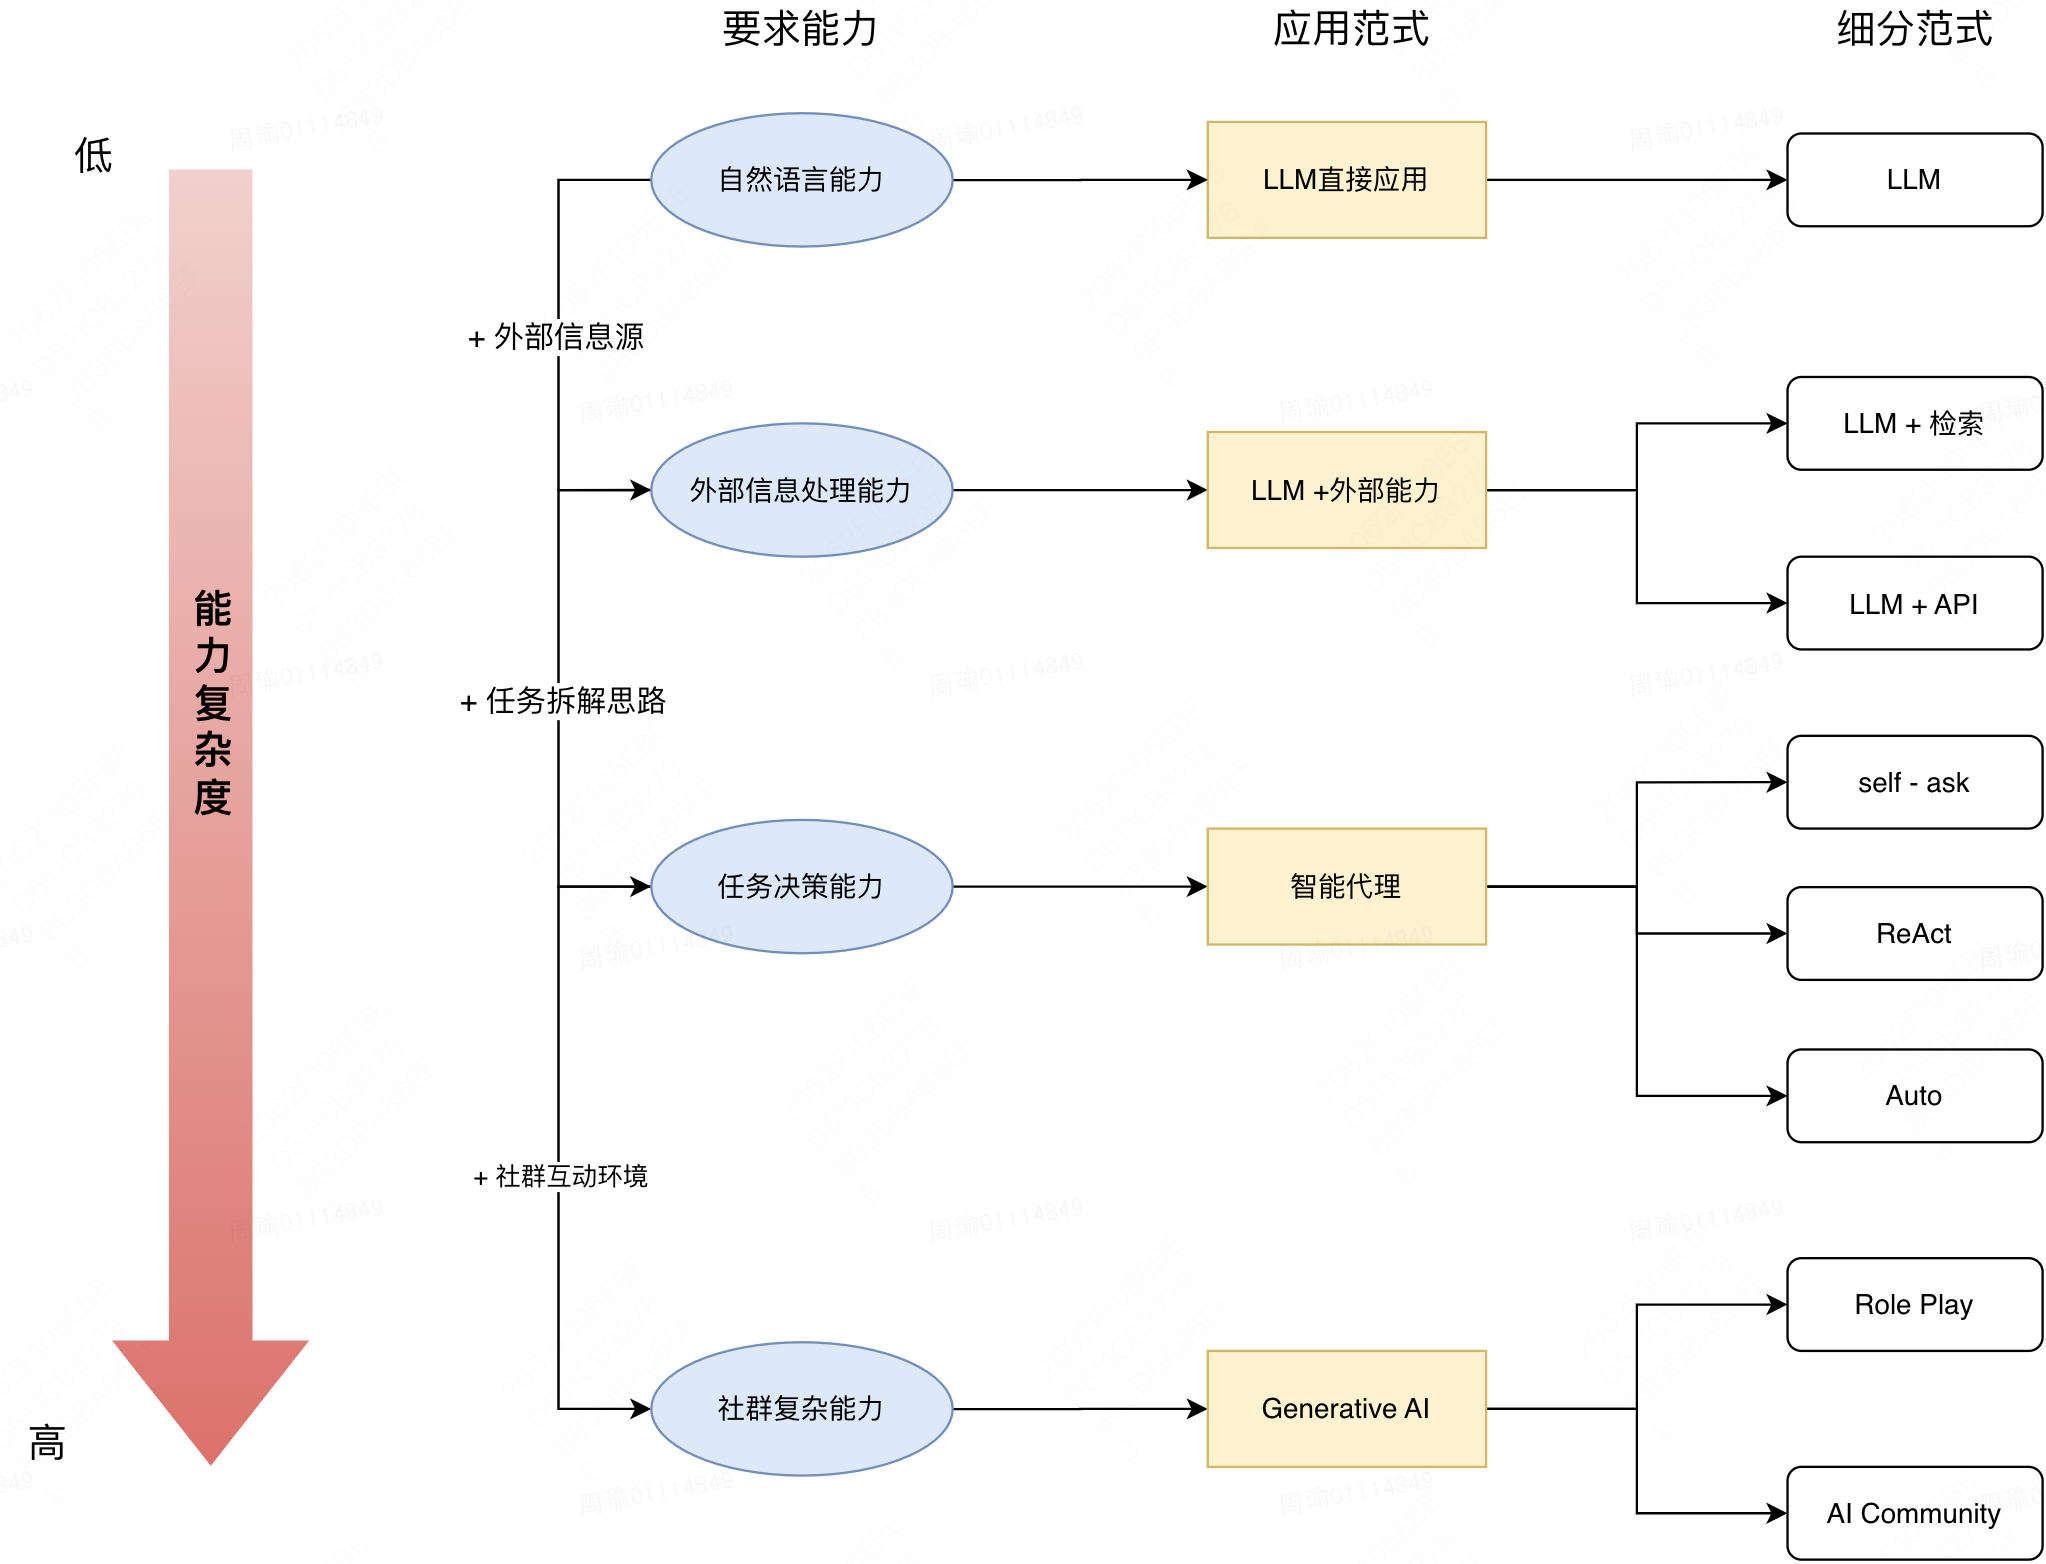 要求能力
应用范式
细分范式
低
自然语言能力
LLM直接应用
LLM
+ 外部信息源
LLM + 检索
外部信息处理能力
LLM +外部能力
LLM + API
能力复杂度
+ 任务拆解思路
self - ask
任务决策能力
智能代理
ReAct
Auto
+ 社群互动环境
Role Play
社群复杂能力
Generative AI
高
AI Community
周瑜01114849